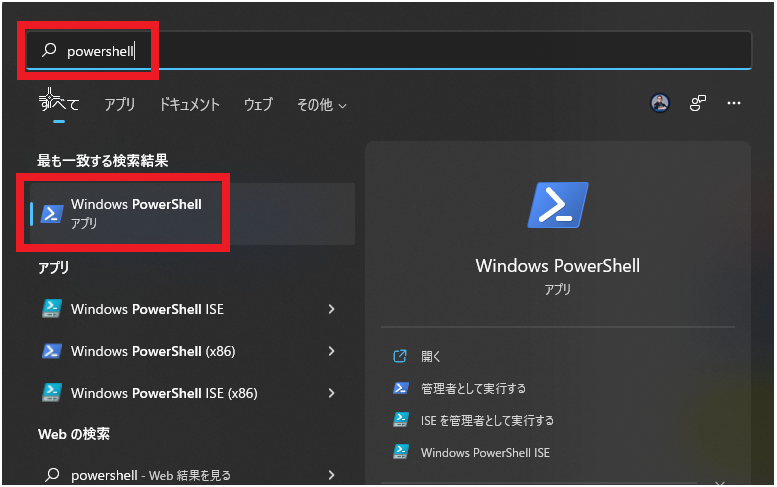 powershell
すべて アプリ ドキュメント ウェブ その他
最も一致する検索結果
Windows PowerShell
アプリ
アプリ
Windows PowerShell ISE
Windows PowerShell (x86)
Windows PowerShell ISE (x86)
Web の検索
powershell - Web 結果を見る
Windows PowerShell
アプリ
開く
管理者として実行する
ISE を管理者として実行する
Windows PowerShell ISE